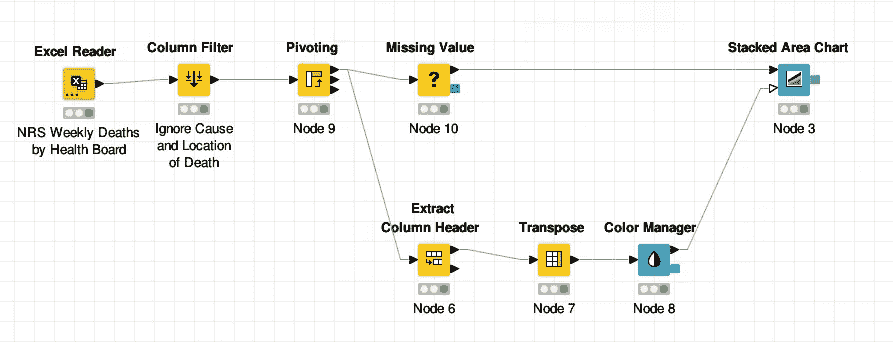 Excel Reader
NRS Weekly Deaths
by Health Board
Column Filter
Ignore Cause
and Location
of Death
Pivoting
Node 9
Missing Value
?
Node 10
Stacked Area Chart
Node 3
Extract
Column Header
Node 6
Transpose
Node 7
Color Manager
Node 8